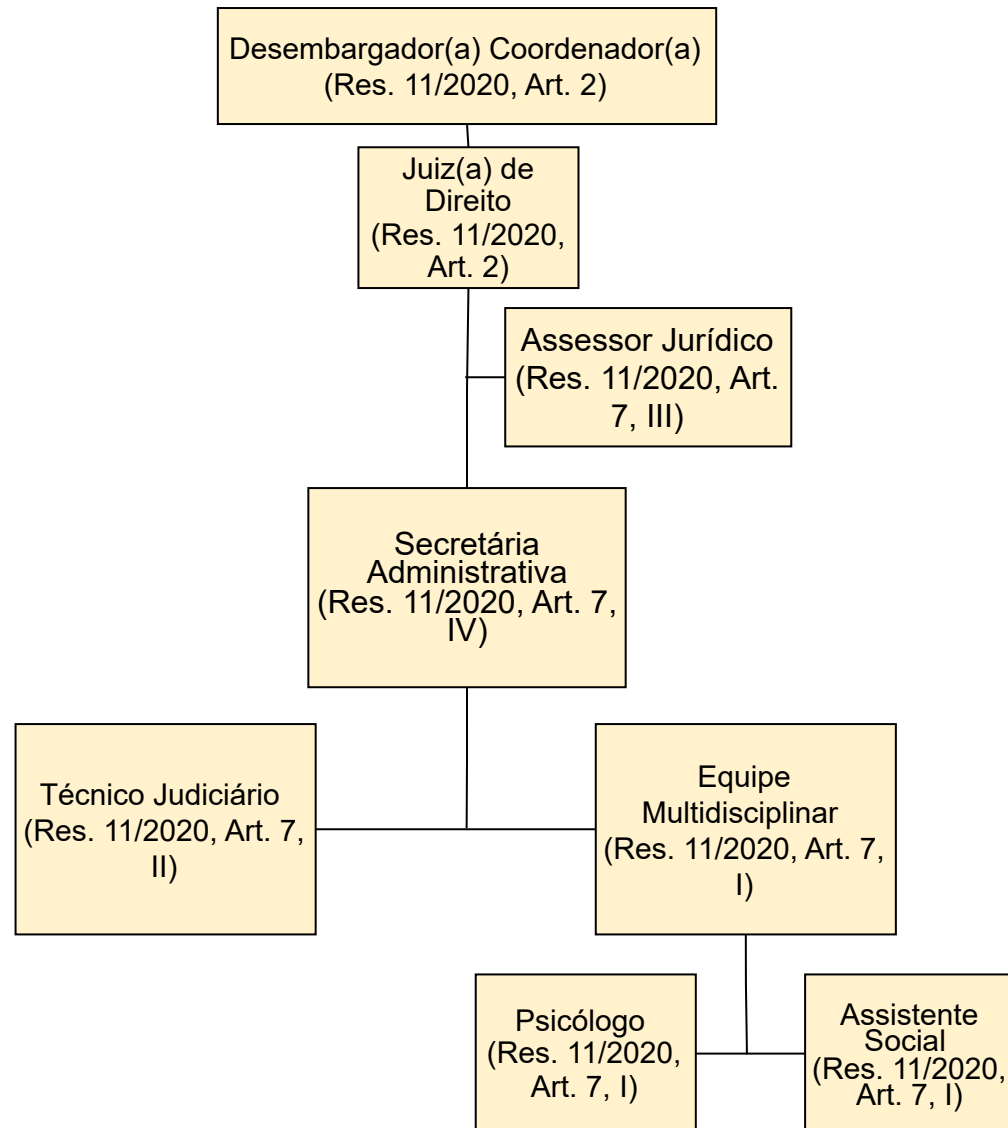 Desembargador(a) Coordenador(a)
(Res. 11/2020, Art. 2)
Juiz(a) de
Direito
(Res. 11/2020,
Art. 2)
Assessor Jurídico
(Res. 11/2020, Art.
7, III)
Secretária
Administrativa
(Res. 11/2020, Art. 7,
IV)
Técnico Judiciário
(Res. 11/2020, Art. 7,
II)
Equipe
Multidisciplinar
(Res. 11/2020, Art. 7,
I)
Psicólogo
(Res. 11/2020,
Art. 7, I)
Assistente
Social
(Res. 11/2020,
Art. 7, I)